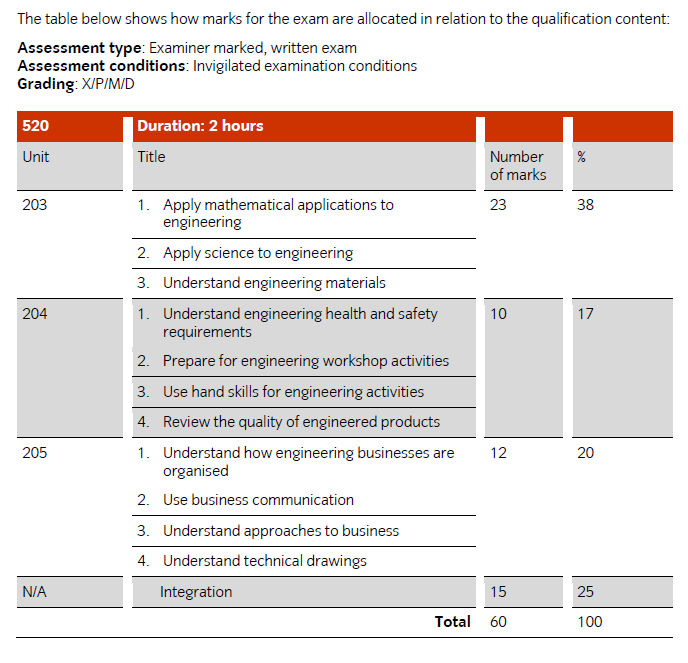 The table below shows how marks for the exam are allocated in relation to the qualification content:
Assessment type: Examiner marked, written exam
Assessment conditions: Invigilated examination conditions
Grading: X/P/M/D
520 Duration: 2 hours
Unit Title Number of marks %
203 1. Apply mathematical applications to engineering 23 38
2. Apply science to engineering
3. Understand engineering materials
204 1. Understand engineering health and safety requirements 10 17
2. Prepare for engineering workshop activities
3. Use hand skills for engineering activities
4. Review the quality of engineered products
205 1. Understand how engineering businesses are organised 12 20
2. Use business communication
3. Understand approaches to business
4. Understand technical drawings
N/A Integration 15 25
Total 60 100